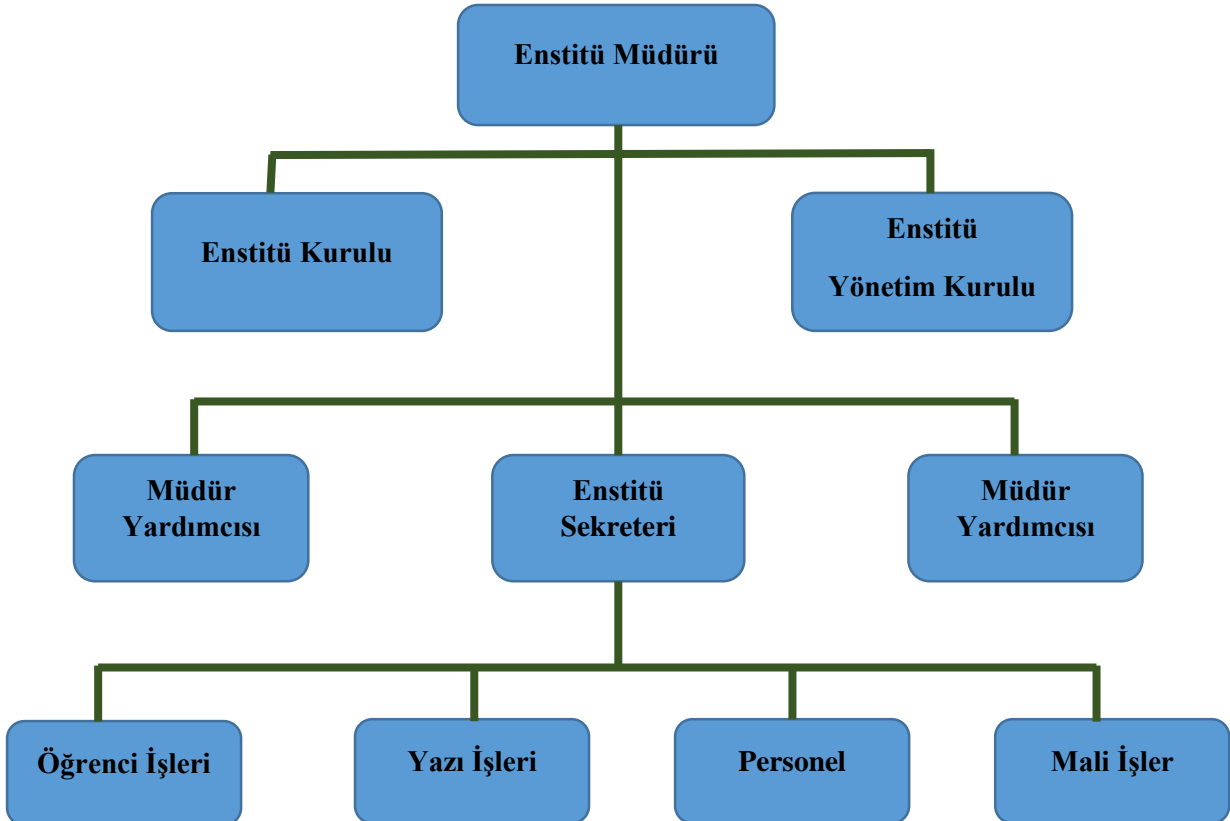 Enstitü Müdürü
Enstitü Kurulu
Enstitü
Yönetim Kurulu
Müdür
Yardımcısı
Enstitü
Sekreteri
Müdür
Yardımcısı
Öğrenci İşleri
Yazı İşleri
Personel
Mali İşler